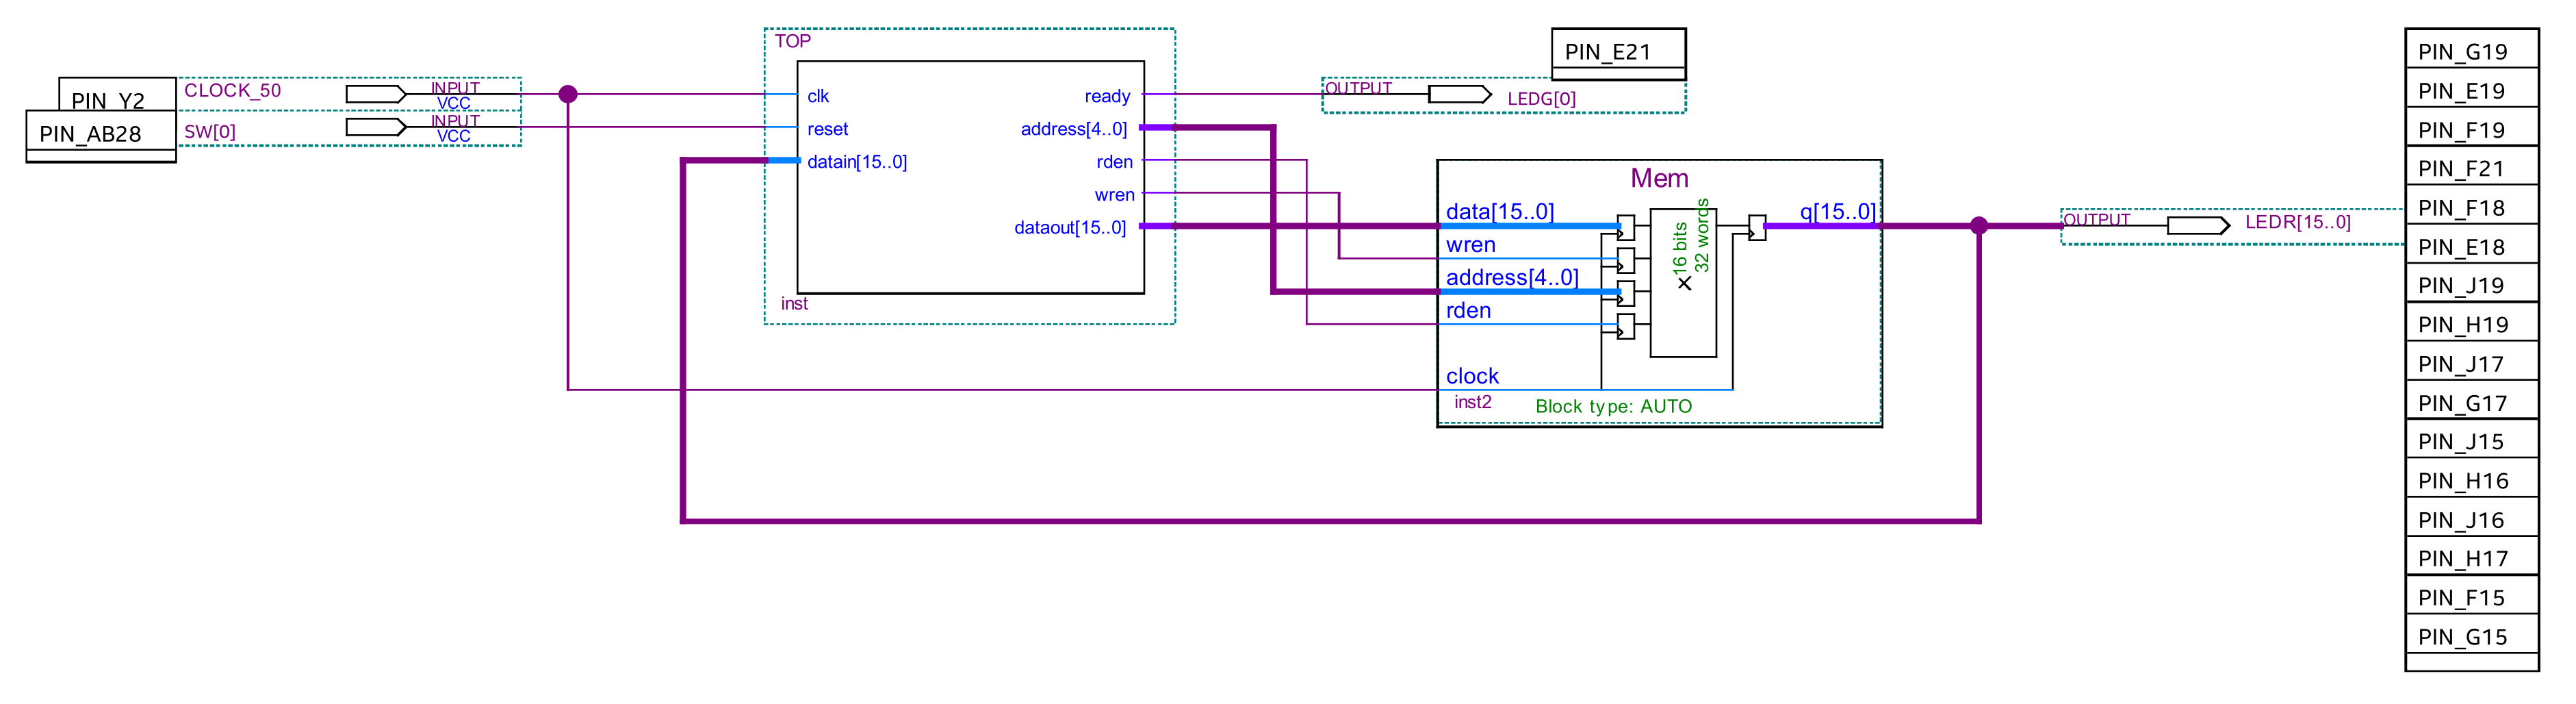 PIN_Y2
CLOCK_50
INPUT
VCC
PIN_AB28
SW[0]
INPUT
VCC
TOP
clk
reset
datain[15..0]
ready
address[4..0]
rden
wren
dataout[15..0]
inst
PIN_E21
OUTPUT
LEDG[0]
Mem
data[15..0]
wren
address[4..0]
rden
clock
q[15..0]
16 bits
32 words
×
inst2
Block type: AUTO
OUTPUT
LEDR[15..0]
PIN_G19
PIN_E19
PIN_F19
PIN_F21
PIN_F18
PIN_E18
PIN_J19
PIN_H19
PIN_J17
PIN_G17
PIN_J15
PIN_H16
PIN_J16
PIN_H17
PIN_F15
PIN_G15